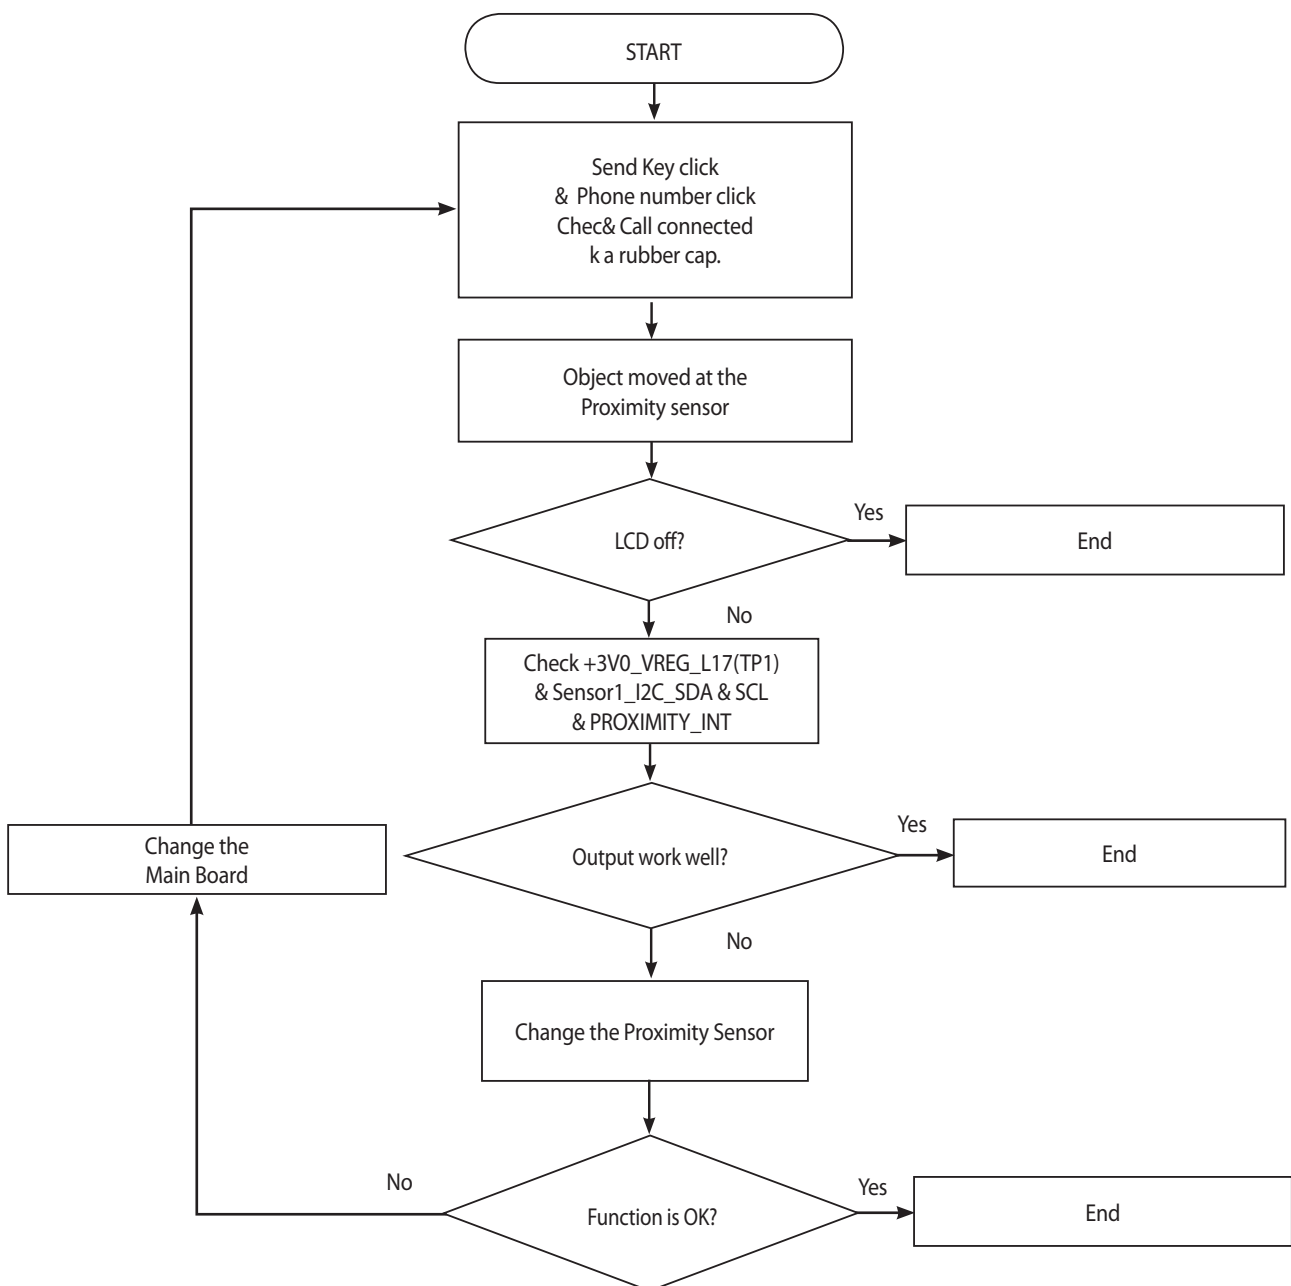 START
Send Key click
& Phone number click
Chec& Call connected
k a rubber cap.
Object moved at the
Proximity sensor
LCD off?
Yes
End
No
Check +3V0_VREG_L17(TP1)
& Sensor1_I2C_SDA & SCL
& PROXIMITY_INT
Output work well?
Yes
End
No
Change the Proximity Sensor
Function is OK?
Yes
End
No
Change the
Main Board